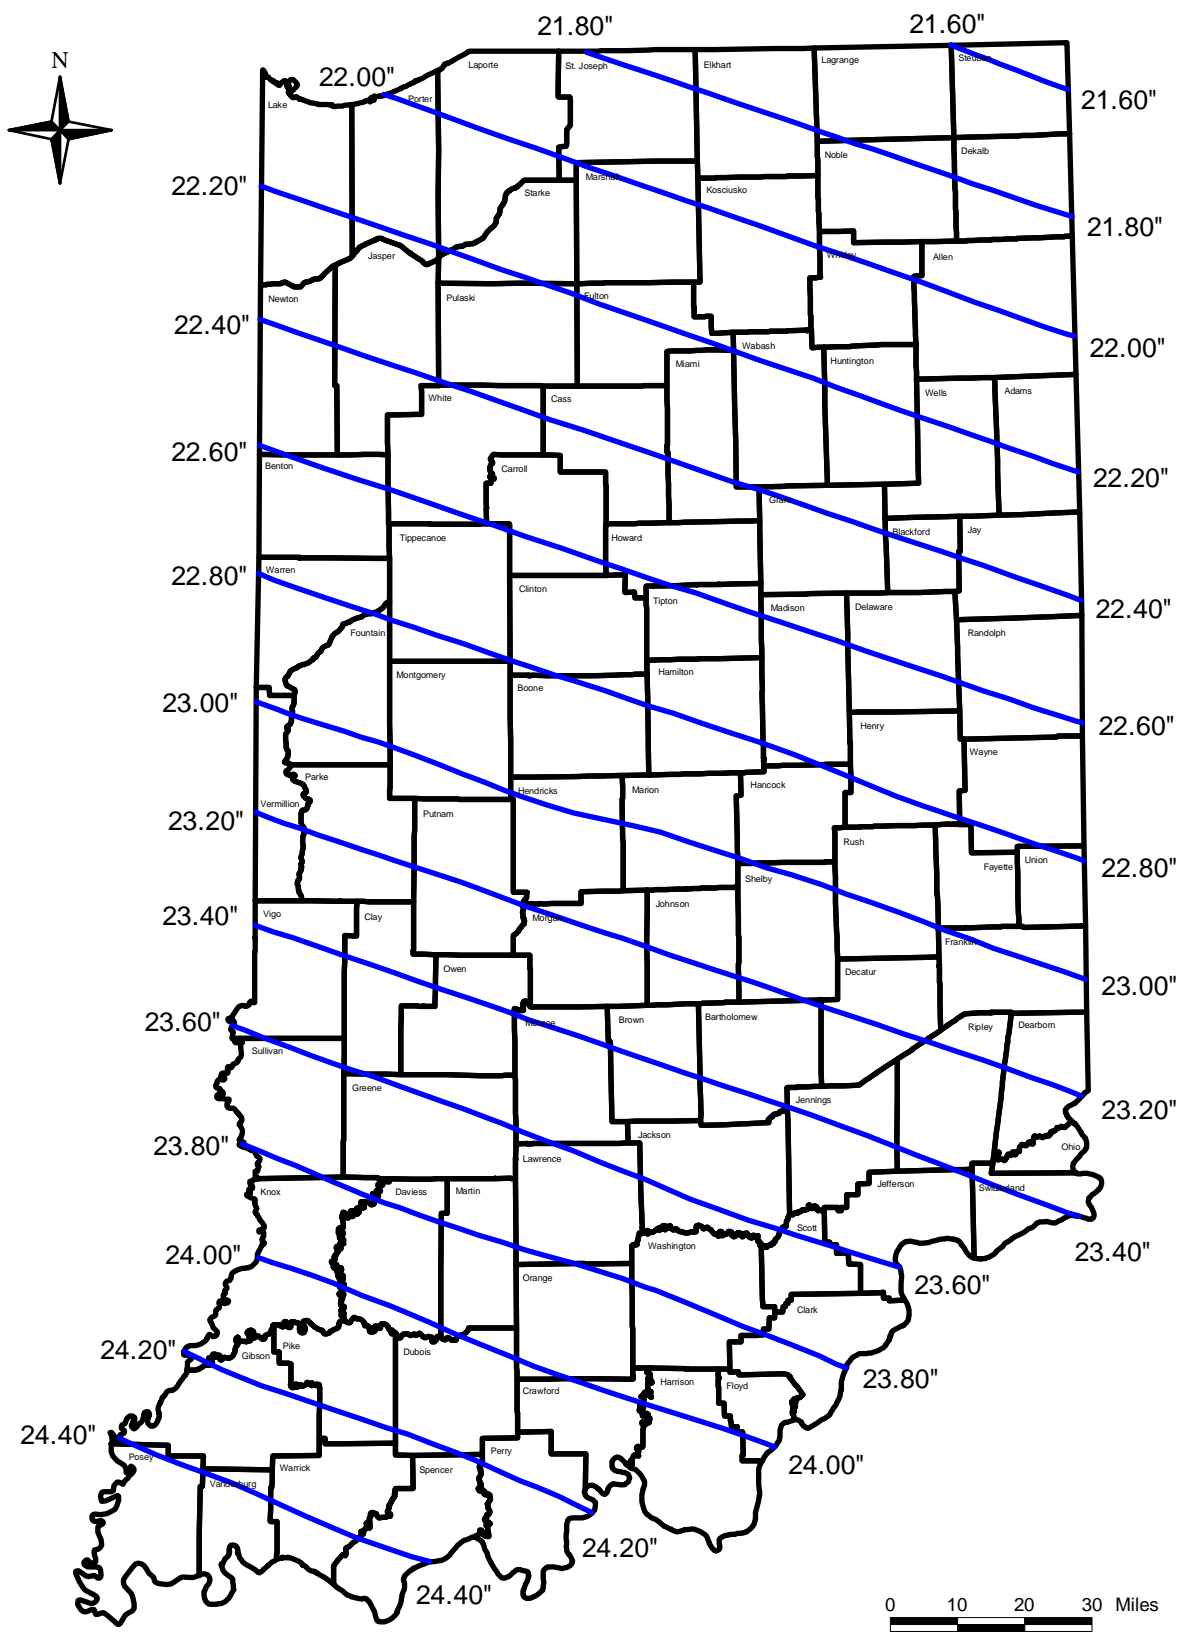 21.80"
21.60"
N
22.00"
Laporte
St. Joseph
Elkhart
Lagrange
Steuben
Lake
Porter
21.60"
Noble
Dekalb
22.20"
Starke
Marshall
Kosciusko
21.80"
Jasper
Whitley
Allen
Newton
Pulaski
Fulton
22.40"
22.00"
Wabash
Huntington
Miami
White
Cass
Wells
Adams
22.60"
Benton
Carroll
22.20"
Grant
Tippecanoe
Howard
Blackford
Jay
22.80"
Warren
Clinton
Tipton
Madison
Delaware
22.40"
Fountain
Randolph
Montgomery
Boone
Hamilton
23.00"
Henry
22.60"
Wayne
Parke
Hendricks
Marion
Hancock
Vermillion
Putnam
23.20"
Rush
Fayette
Union
22.80"
Shelby
23.40"
Vigo
Clay
Morgan
Johnson
Franklin
Owen
Decatur
23.00"
23.60"
Monroe
Brown
Bartholomew
Ripley
Dearborn
Sullivan
Greene
Jennings
23.20"
23.80"
Jackson
Ohio
Lawrence
Knox
Daviess
Martin
Jefferson
Switzerland
Scott
24.00"
Washington
23.40"
Orange
23.60"
Clark
24.20"
Gibson
Pike
Dubois
23.80"
Crawford
Harrison
Floyd
24.40"
Posey
Perry
24.00"
Vanderburg
Warrick
Spencer
24.20"
24.40"
0 10 20 30 Miles